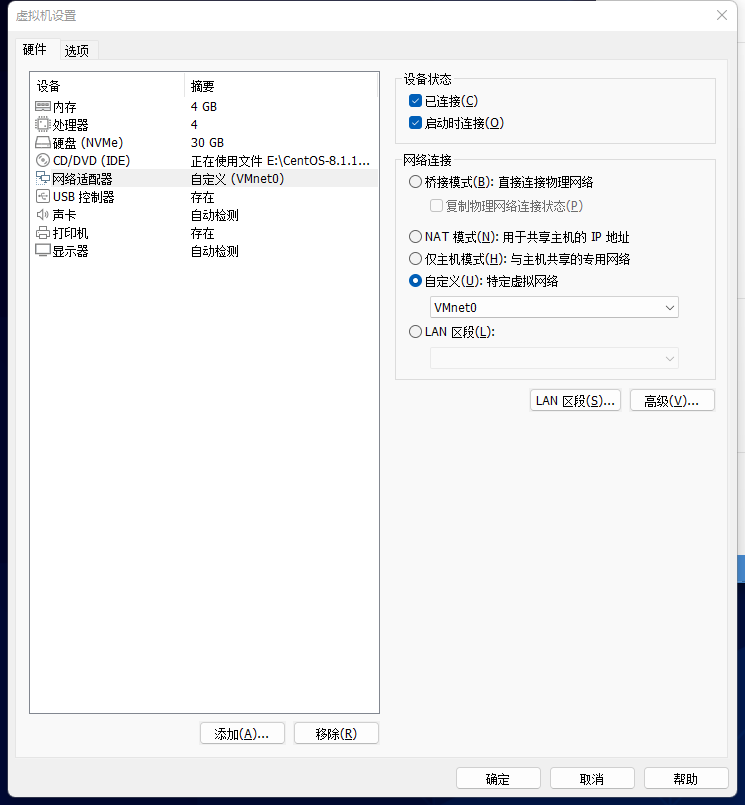 虚拟机设置
硬件 选项
设备 摘要
内存 4 GB
处理器 4
硬盘 (NVMe) 30 GB
CD/DVD (IDE) 正在使用文件 E:\CentOS-8.1.1...
网络适配器 自定义 (VMnet0)
USB 控制器 存在
声卡 自动检测
打印机 存在
显示器 自动检测
添加(A)... 移除(R)
设备状态
已连接(C)
启动时连接(O)
网络连接
桥接模式(B): 直接连接物理网络
复制物理网络连接状态(P)
NAT 模式(N): 用于共享主机的 IP 地址
仅主机模式(H): 与主机共享的专用网络
自定义(U): 特定虚拟网络
VMnet0
LAN 区段(L):
LAN 区段(S)... 高级(V)...
确定 取消 帮助